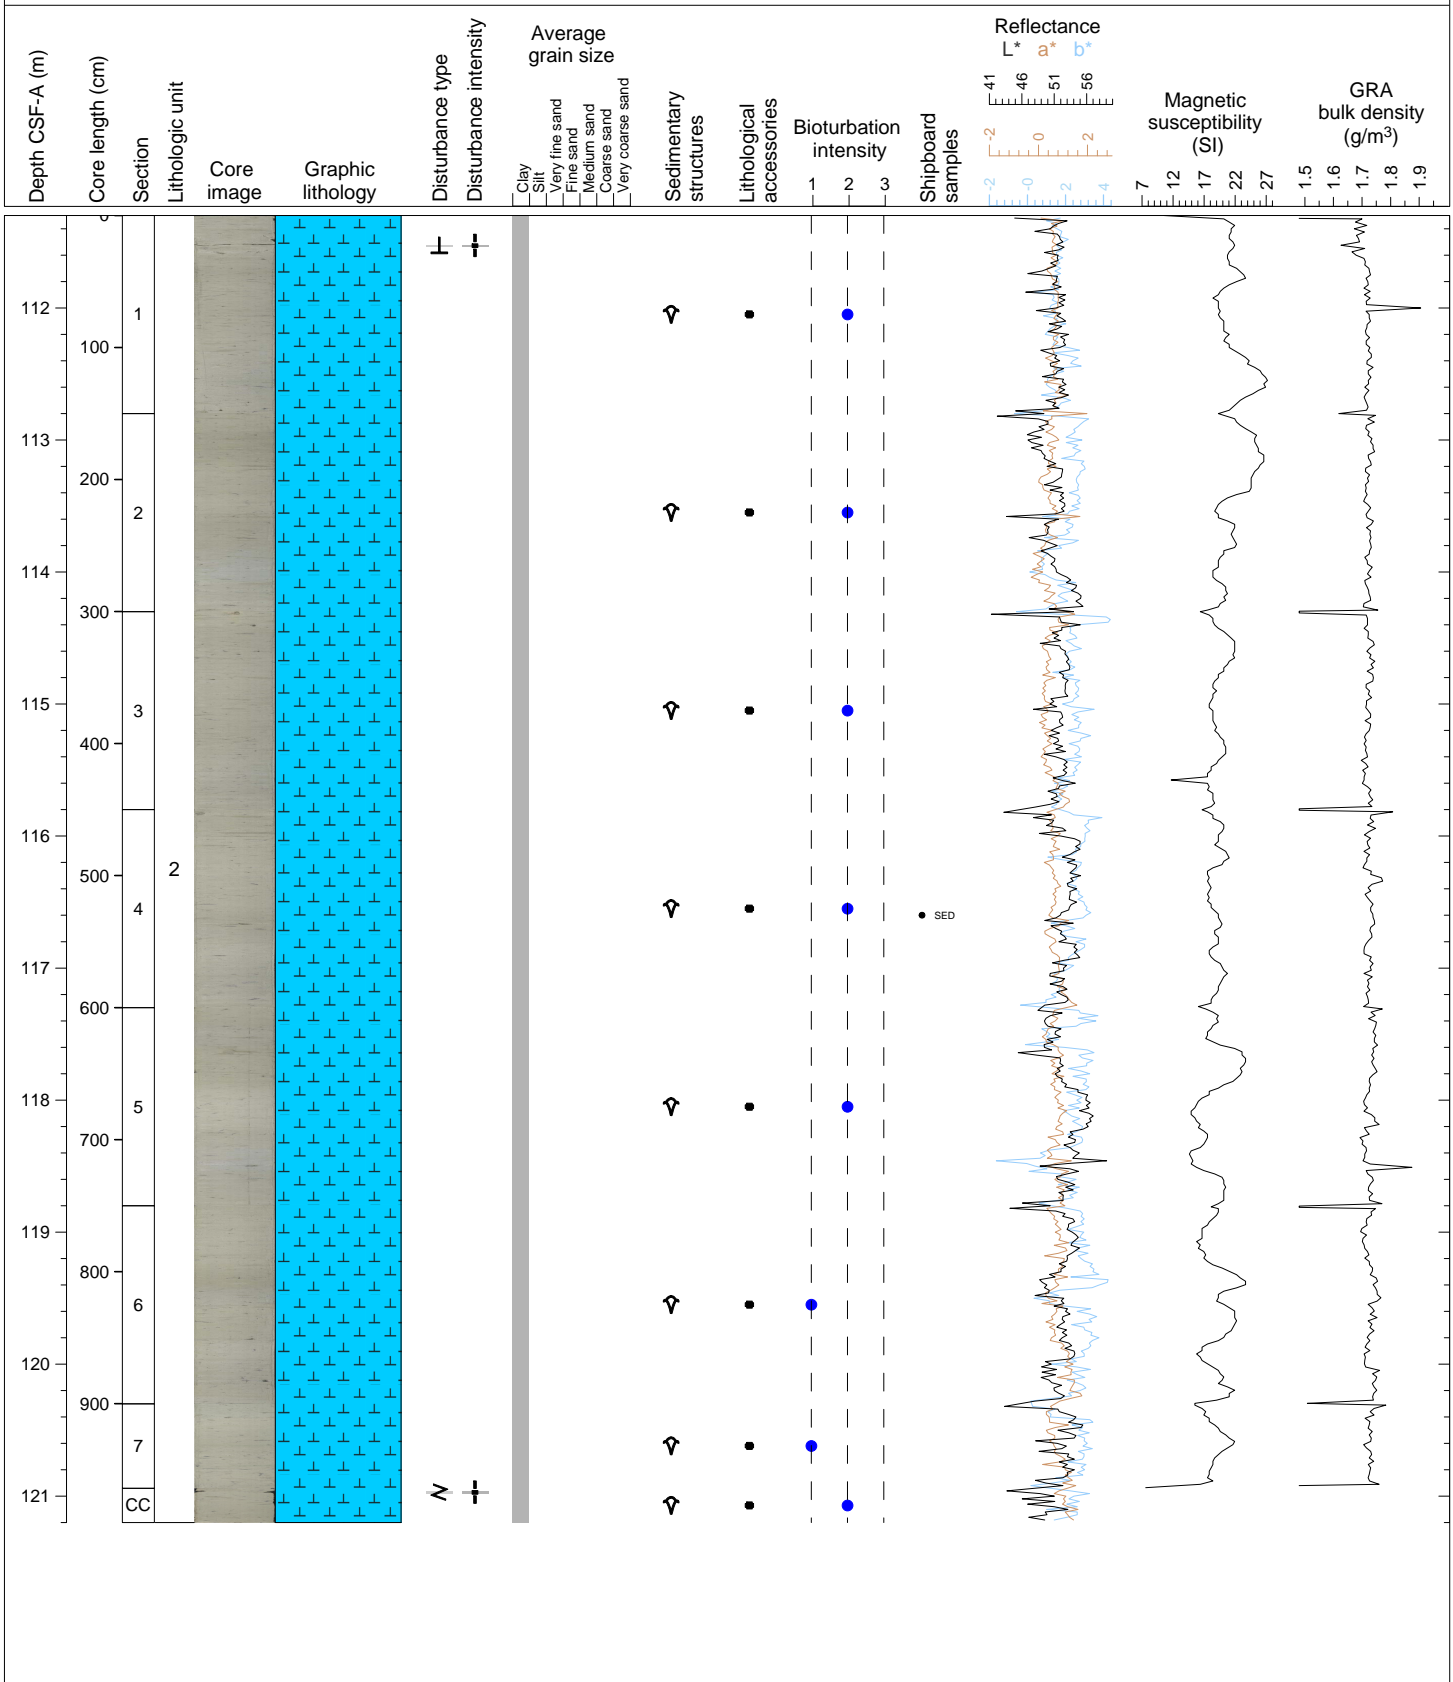 Depth CSF-A (m)
Core length (cm)
Section
Lithologic unit
Core
image
Graphic
lithology
Disturbance type
Disturbance intensity
Average
grain size
Clay
Silt
Very fine sand
Fine sand
Medium sand
Coarse sand
Very coarse sand
Sedimentary
structures
Lithological
accessories
Bioturbation
intensity
1 2 3
Shipboard
samples
Reflectance
L* a* b*
41 46 51 56
-2 0 2
-2 -0 2 4
Magnetic
susceptibility
(SI)
7 12 17 22 27
GRA
bulk density
(g/m3)
1.5 1.6 1.7 1.8 1.9
0
112
1
100
113
200
2
114
300
115
3
400
116
2
500
4
SED
117
600
118
5
700
119
800
6
120
900
7
121
CC